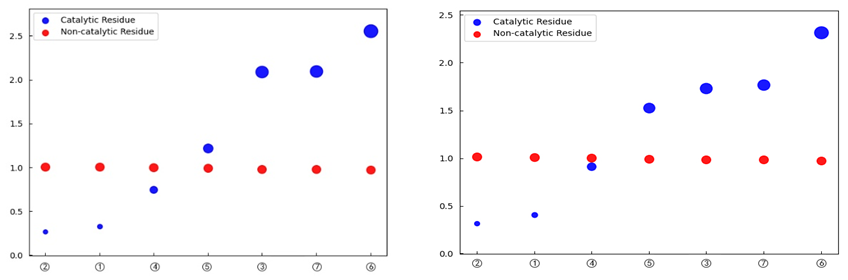 Catalytic Residue
Non-catalytic Residue
2.5
2.0
1.5
1.0
0.5
0.0
② ① ④ ⑤ ③ ⑦ ⑥
Catalytic Residue
Non-catalytic Residue
2.5
2.0
1.5
1.0
0.5
0.0
② ① ④ ⑤ ③ ⑦ ⑥